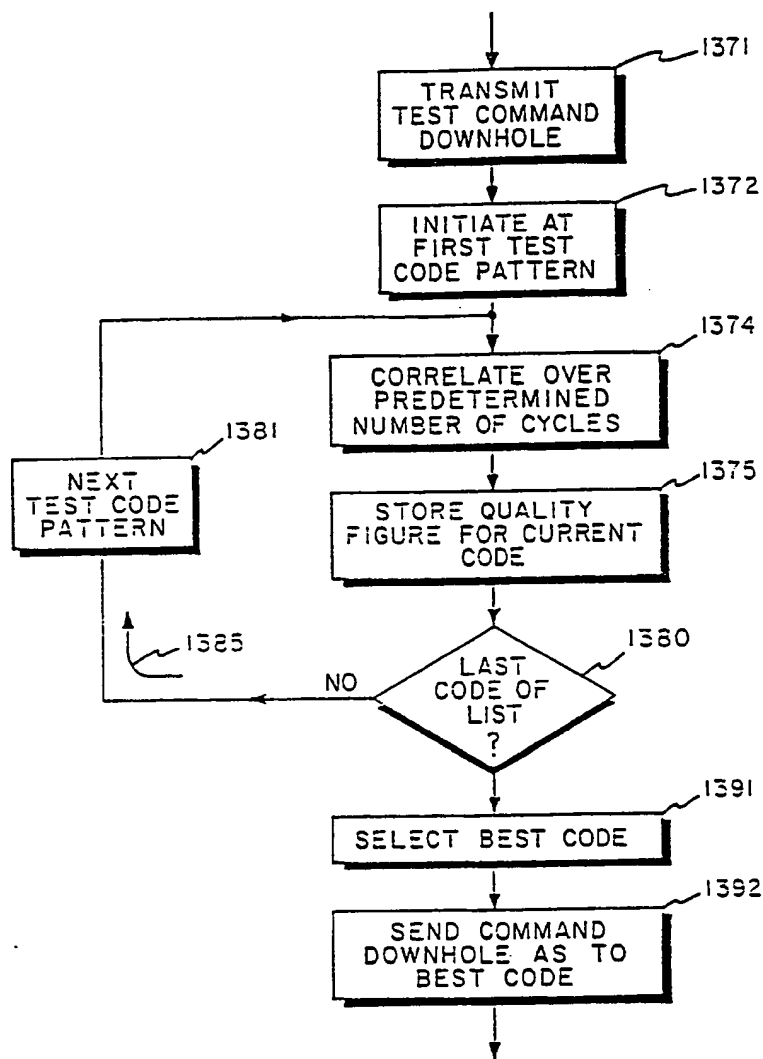 1371
TRANSMIT
TEST COMMAND
DOWNHOLE
1372
INITIATE AT
FIRST TEST
CODE PATTERN
1374
CORRELATE OVER
PREDETERMINED
NUMBER OF CYCLES
1381
NEXT
TEST CODE
PATTERN
1375
STORE QUALITY
FIGURE FOR CURRENT
CODE
1385
1380
LAST
CODE OF
LIST
?
NO
1391
SELECT BEST CODE
1392
SEND COMMAND
DOWNHOLE AS TO
BEST CODE